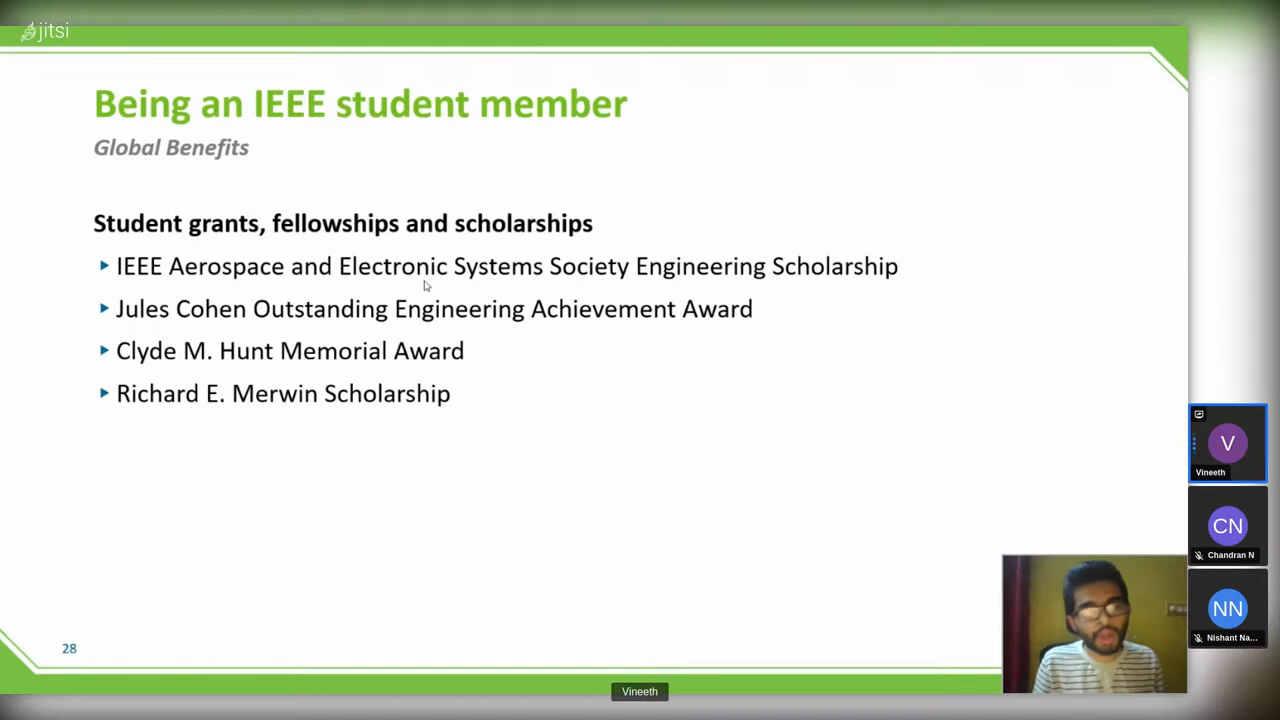 jitsi
Being an IEEE student member
Global Benefits
Student grants, fellowships and scholarships
IEEE Aerospace and Electronic Systems Society Engineering Scholarship
Jules Cohen Outstanding Engineering Achievement Award
Clyde M. Hunt Memorial Award
Richard E. Merwin Scholarship
28
V
Vineeth
CN
Chandran N
NN
Nishant Na...
Vineeth